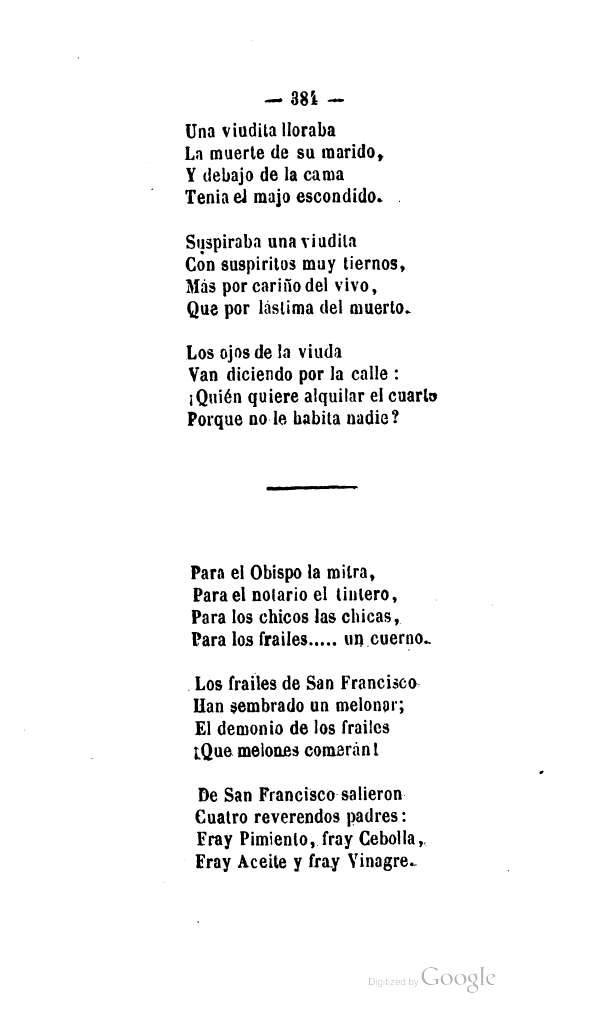 — 384 —
Una viudita lloraba
La muerte de su marido,
Y debajo de la cama
Tenia el majo escondido.
Suspiraba una viudita
Con suspiritos muy tiernos,
Más por cariño del vivo,
Que por lástima del muerto.
Los ojos de la viuda
Van diciendo por la calle :
¡Quién quiere alquilar el cuarto
Porque no le habita nadie?
Para el Obispo la mitra,
Para el notario el tintero,
Para los chicos las chicas,
Para los frailes..... un cuerno.
Los frailes de San Francisco
Han sembrado un melonar;
El demonio de los frailes
¡Que melones comerán!
De San Francisco salieron
Cuatro reverendos padres:
Fray Pimiento, fray Cebolla,
Fray Aceite y fray Vinagre.
Digitized by Google